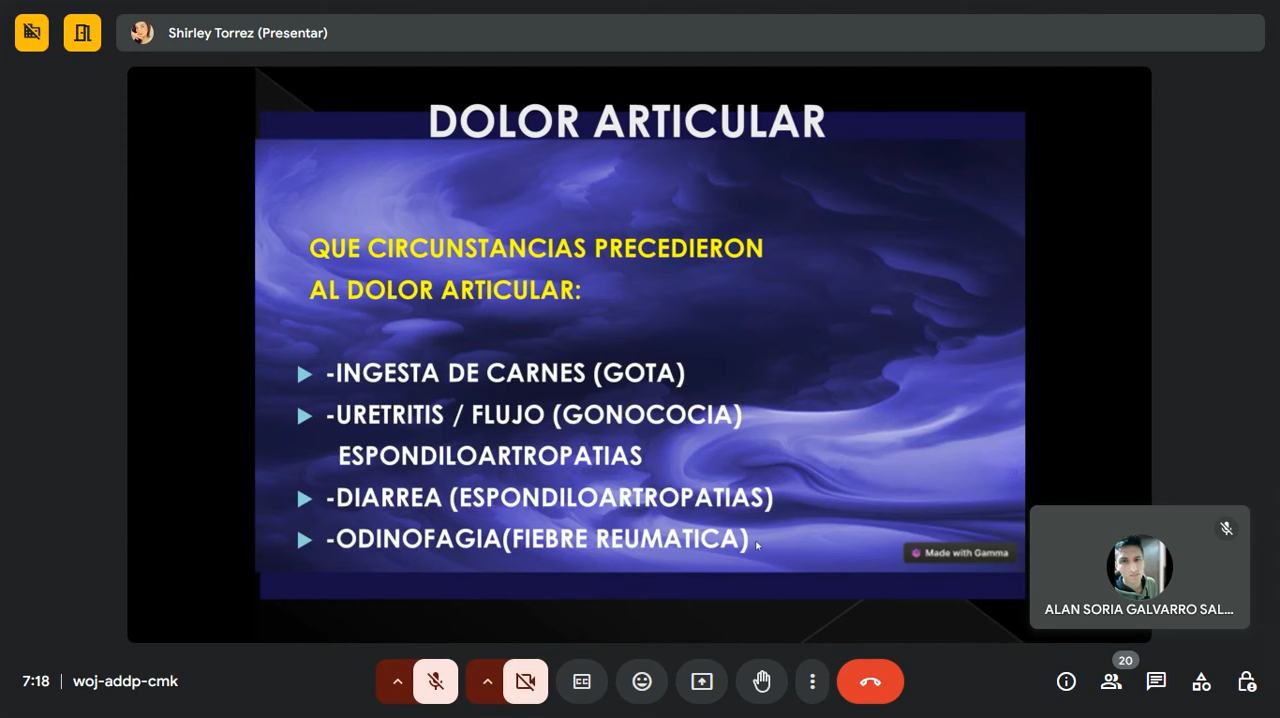 Shirley Torrez (Presentar)
DOLOR ARTICULAR
QUE CIRCUNSTANCIAS PRECEDIERON
AL DOLOR ARTICULAR:
-INGESTA DE CARNES (GOTA)
-URETRITIS / FLUJO (GONOCOCIA)
ESPONDILOARTROPATIAS
-DIARREA (ESPONDILOARTROPATIAS)
-ODINOFAGIA(FIEBRE REUMATICA)
Made with Gamma
ALAN SORIA GALVARRO SAL...
7:18 | woj-addp-cmk
20